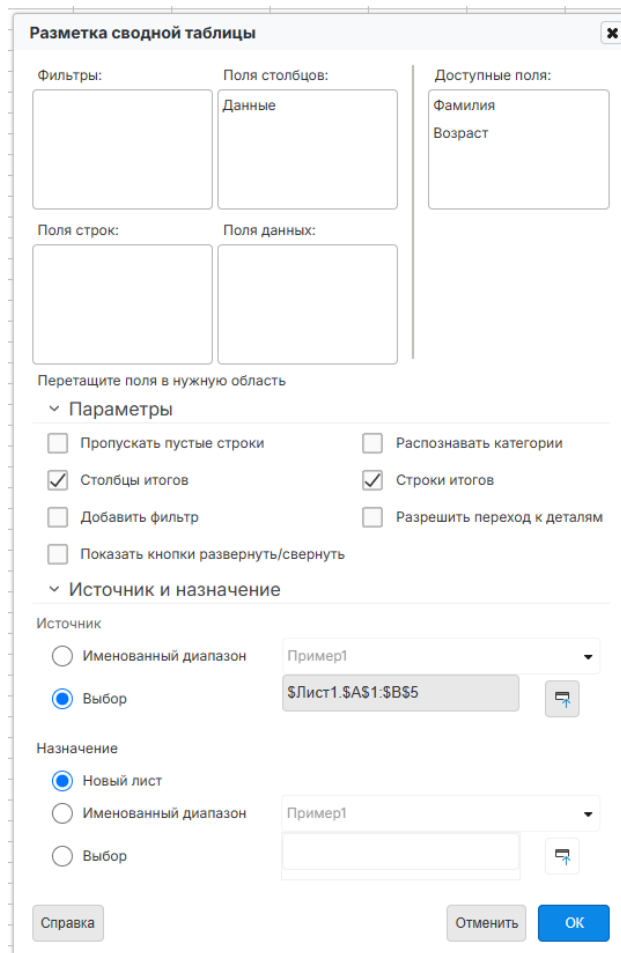 Разметка сводной таблицы
Фильтры: Поля столбцов: Доступные поля:
Данные Фамилия
Возраст
Поля строк: Поля данных:
Перетащите поля в нужную область
Параметры
Пропускать пустые строки Распознавать категории
Столбцы итогов Строки итогов
Добавить фильтр Разрешить переход к деталям
Показать кнопки развернуть/свернуть
Источник и назначение
Источник
Именованный диапазон Пример1
Выбор $Лист1.$A$1:$B$5
Назначение
Новый лист
Именованный диапазон Пример1
Выбор
Справка Отменить ОК